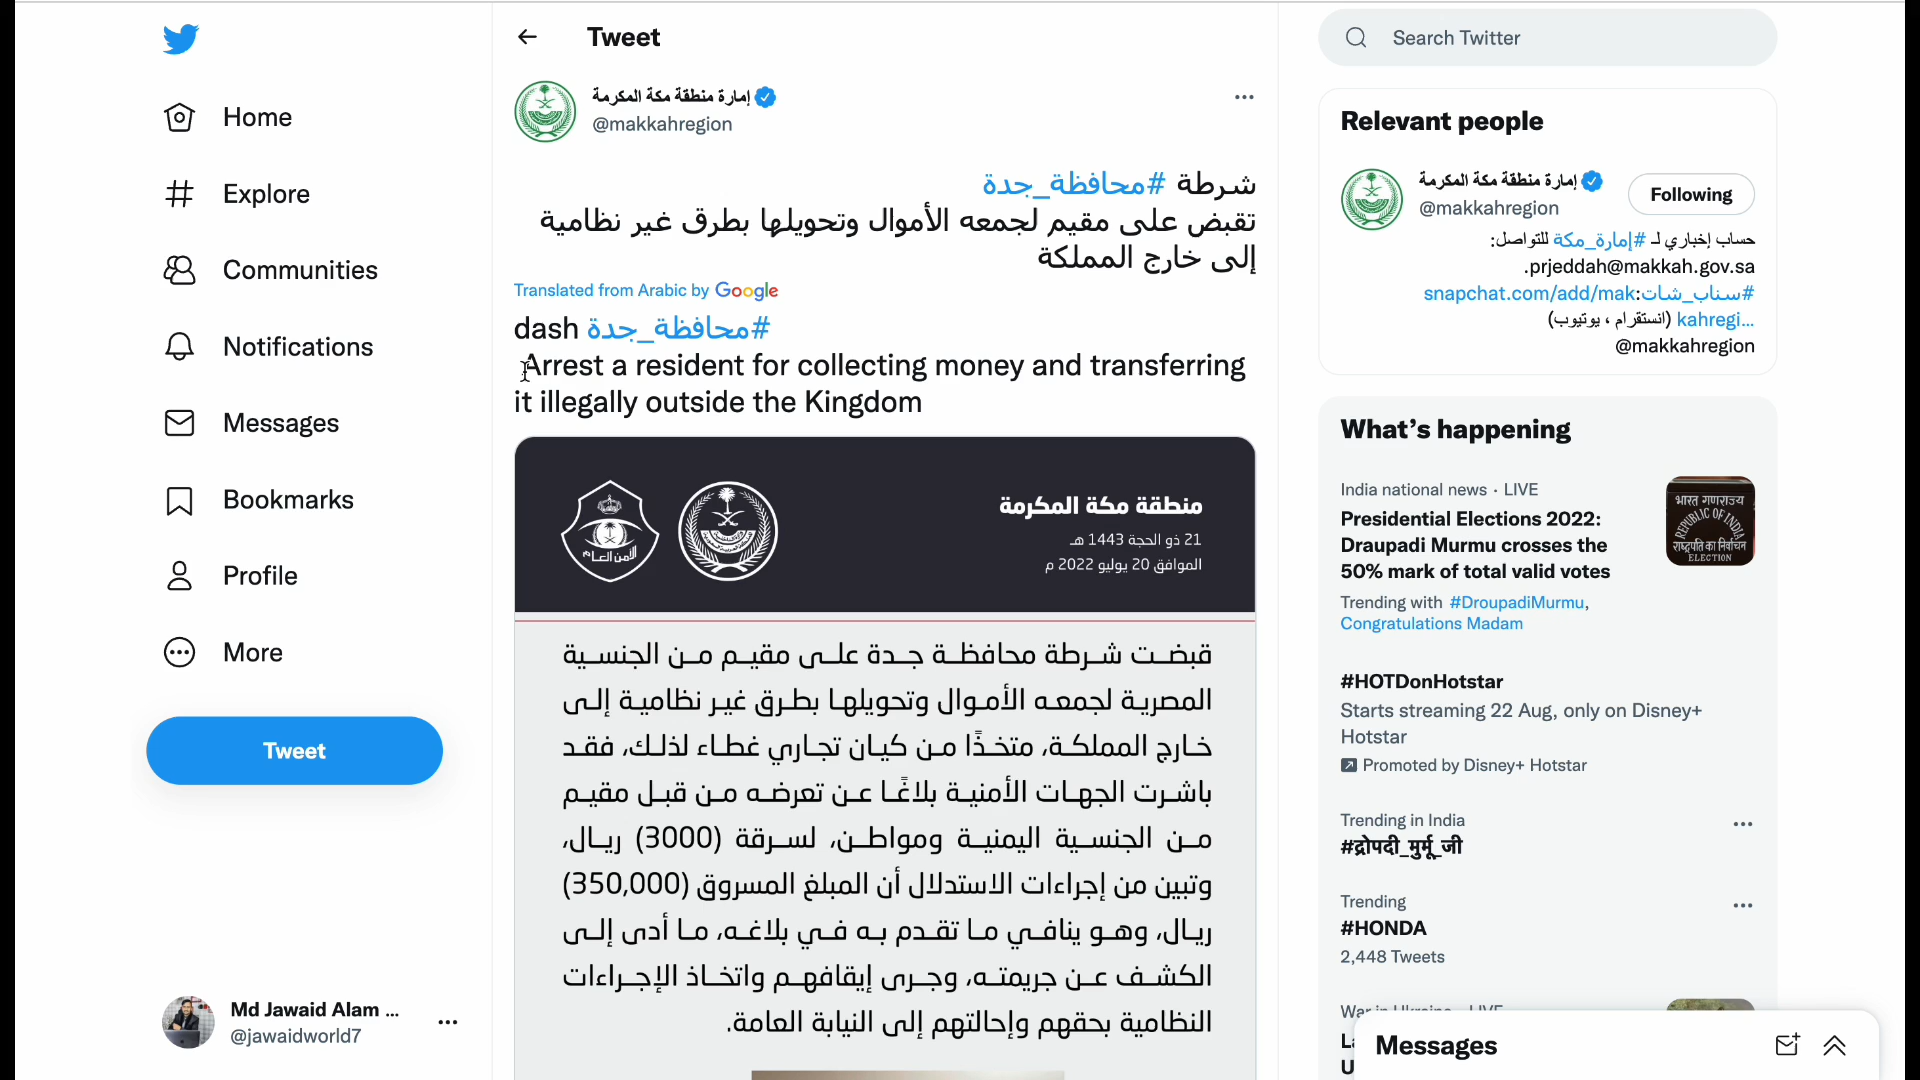 Home
Explore
Communities
Notifications
Messages
Bookmarks
Profile
More
Tweet
Md Jawaid Alam ...
@jawaidworld7
Tweet
إمارة منطقة مكة المكرمة
@makkahregion
شرطة #محافظة_جدة
تقبض على مقيم لجمعه الأموال وتحويلها بطرق غير نظامية
إلى خارج المملكة
Translated from Arabic by Google
dash #محافظة_جدة
Arrest a resident for collecting money and transferring
it illegally outside the Kingdom
الأمن العام
منطقة مكة المكرمة
21 ذو الحجة 1443 هـ
الموافق 20 يوليو 2022 م
قبضت شرطة محافظة جدة على مقيم من الجنسية
المصرية لجمعه الأموال وتحويلها بطرق غير نظامية إلى
خارج المملكة، متخذًا من كيان تجاري غطاء لذلك، فقد
باشرت الجهات الأمنية بلاغًا عن تعرضه من قبل مقيم
من الجنسية اليمنية ومواطن، لسرقة (3000) ريال،
وتبين من إجراءات الاستدلال أن المبلغ المسروق (350,000)
ريال، وهو ينافي ما تقدم به في بلاغه، ما أدى إلى
الكشف عن جريمته، وجرى إيقافهم واتخاذ الإجراءات
النظامية بحقهم وإحالتهم إلى النيابة العامة.
Search Twitter
Relevant people
إمارة منطقة مكة المكرمة
@makkahregion
Following
حساب إخباري لـ #إمارة_مكة للتواصل:
prjeddah@makkah.gov.sa.
#سناب_شات:snapchat.com/add/mak
kahregi... (انستقرام ، يوتيوب)
@makkahregion
What's happening
India national news · LIVE
Presidential Elections 2022:
Draupadi Murmu crosses the
50% mark of total valid votes
Trending with #DroupadiMurmu,
Congratulations Madam
भारत गणराज्य
REPUBLIC OF INDIA
राष्ट्रपति का निर्वाचन
ELECTION
#HOTDonHotstar
Starts streaming 22 Aug, only on Disney+
Hotstar
Promoted by Disney+ Hotstar
Trending in India
#द्रोपदी_मुर्मू_जी
Trending
#HONDA
2,448 Tweets
Messages